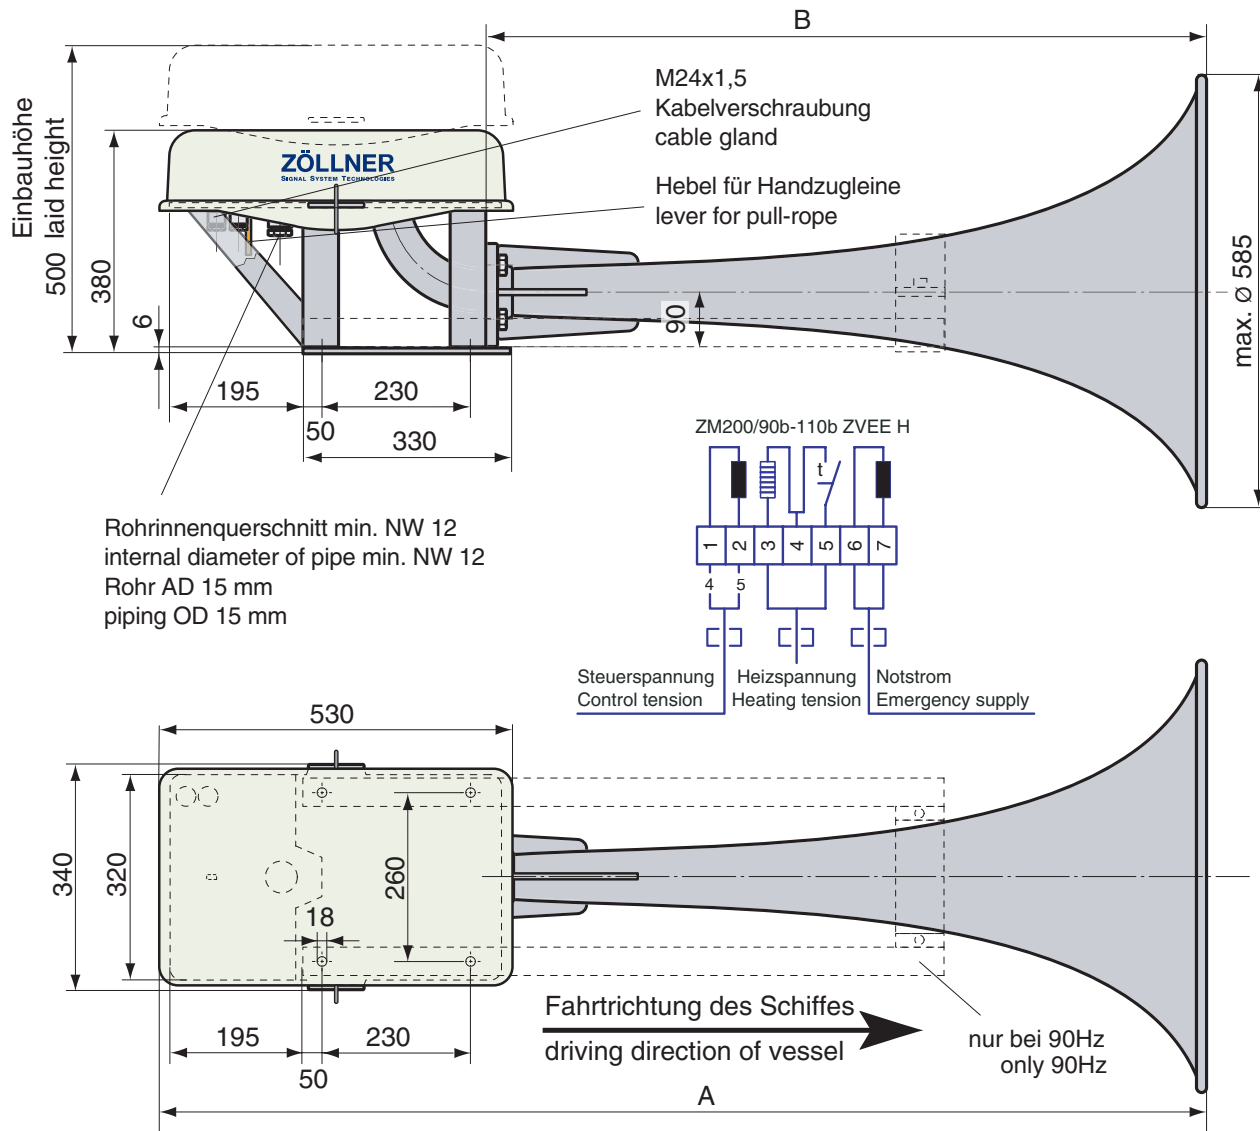 B
M24x1,5
Kabelverschraubung
cable gland
ZÖLLNER
SIGNAL SYSTEM TECHNOLOGIES
Hebel für Handzugleine
lever for pull-rope
Einbauhöhe
laid height
500
380
6
90
max. Ø 585
195
230
50
330
Rohrinnenquerschnitt min. NW 12
internal diameter of pipe min. NW 12
Rohr AD 15 mm
piping OD 15 mm
ZM200/90b-110b ZVEE H
t
1 2 3 4 5 6 7
4 5
Steuerspannung
Control tension
Heizspannung
Heating tension
Notstrom
Emergency supply
530
340
320
260
18
195
230
50
Fahrtrichtung des Schiffes
driving direction of vessel
nur bei 90Hz
only 90Hz
A